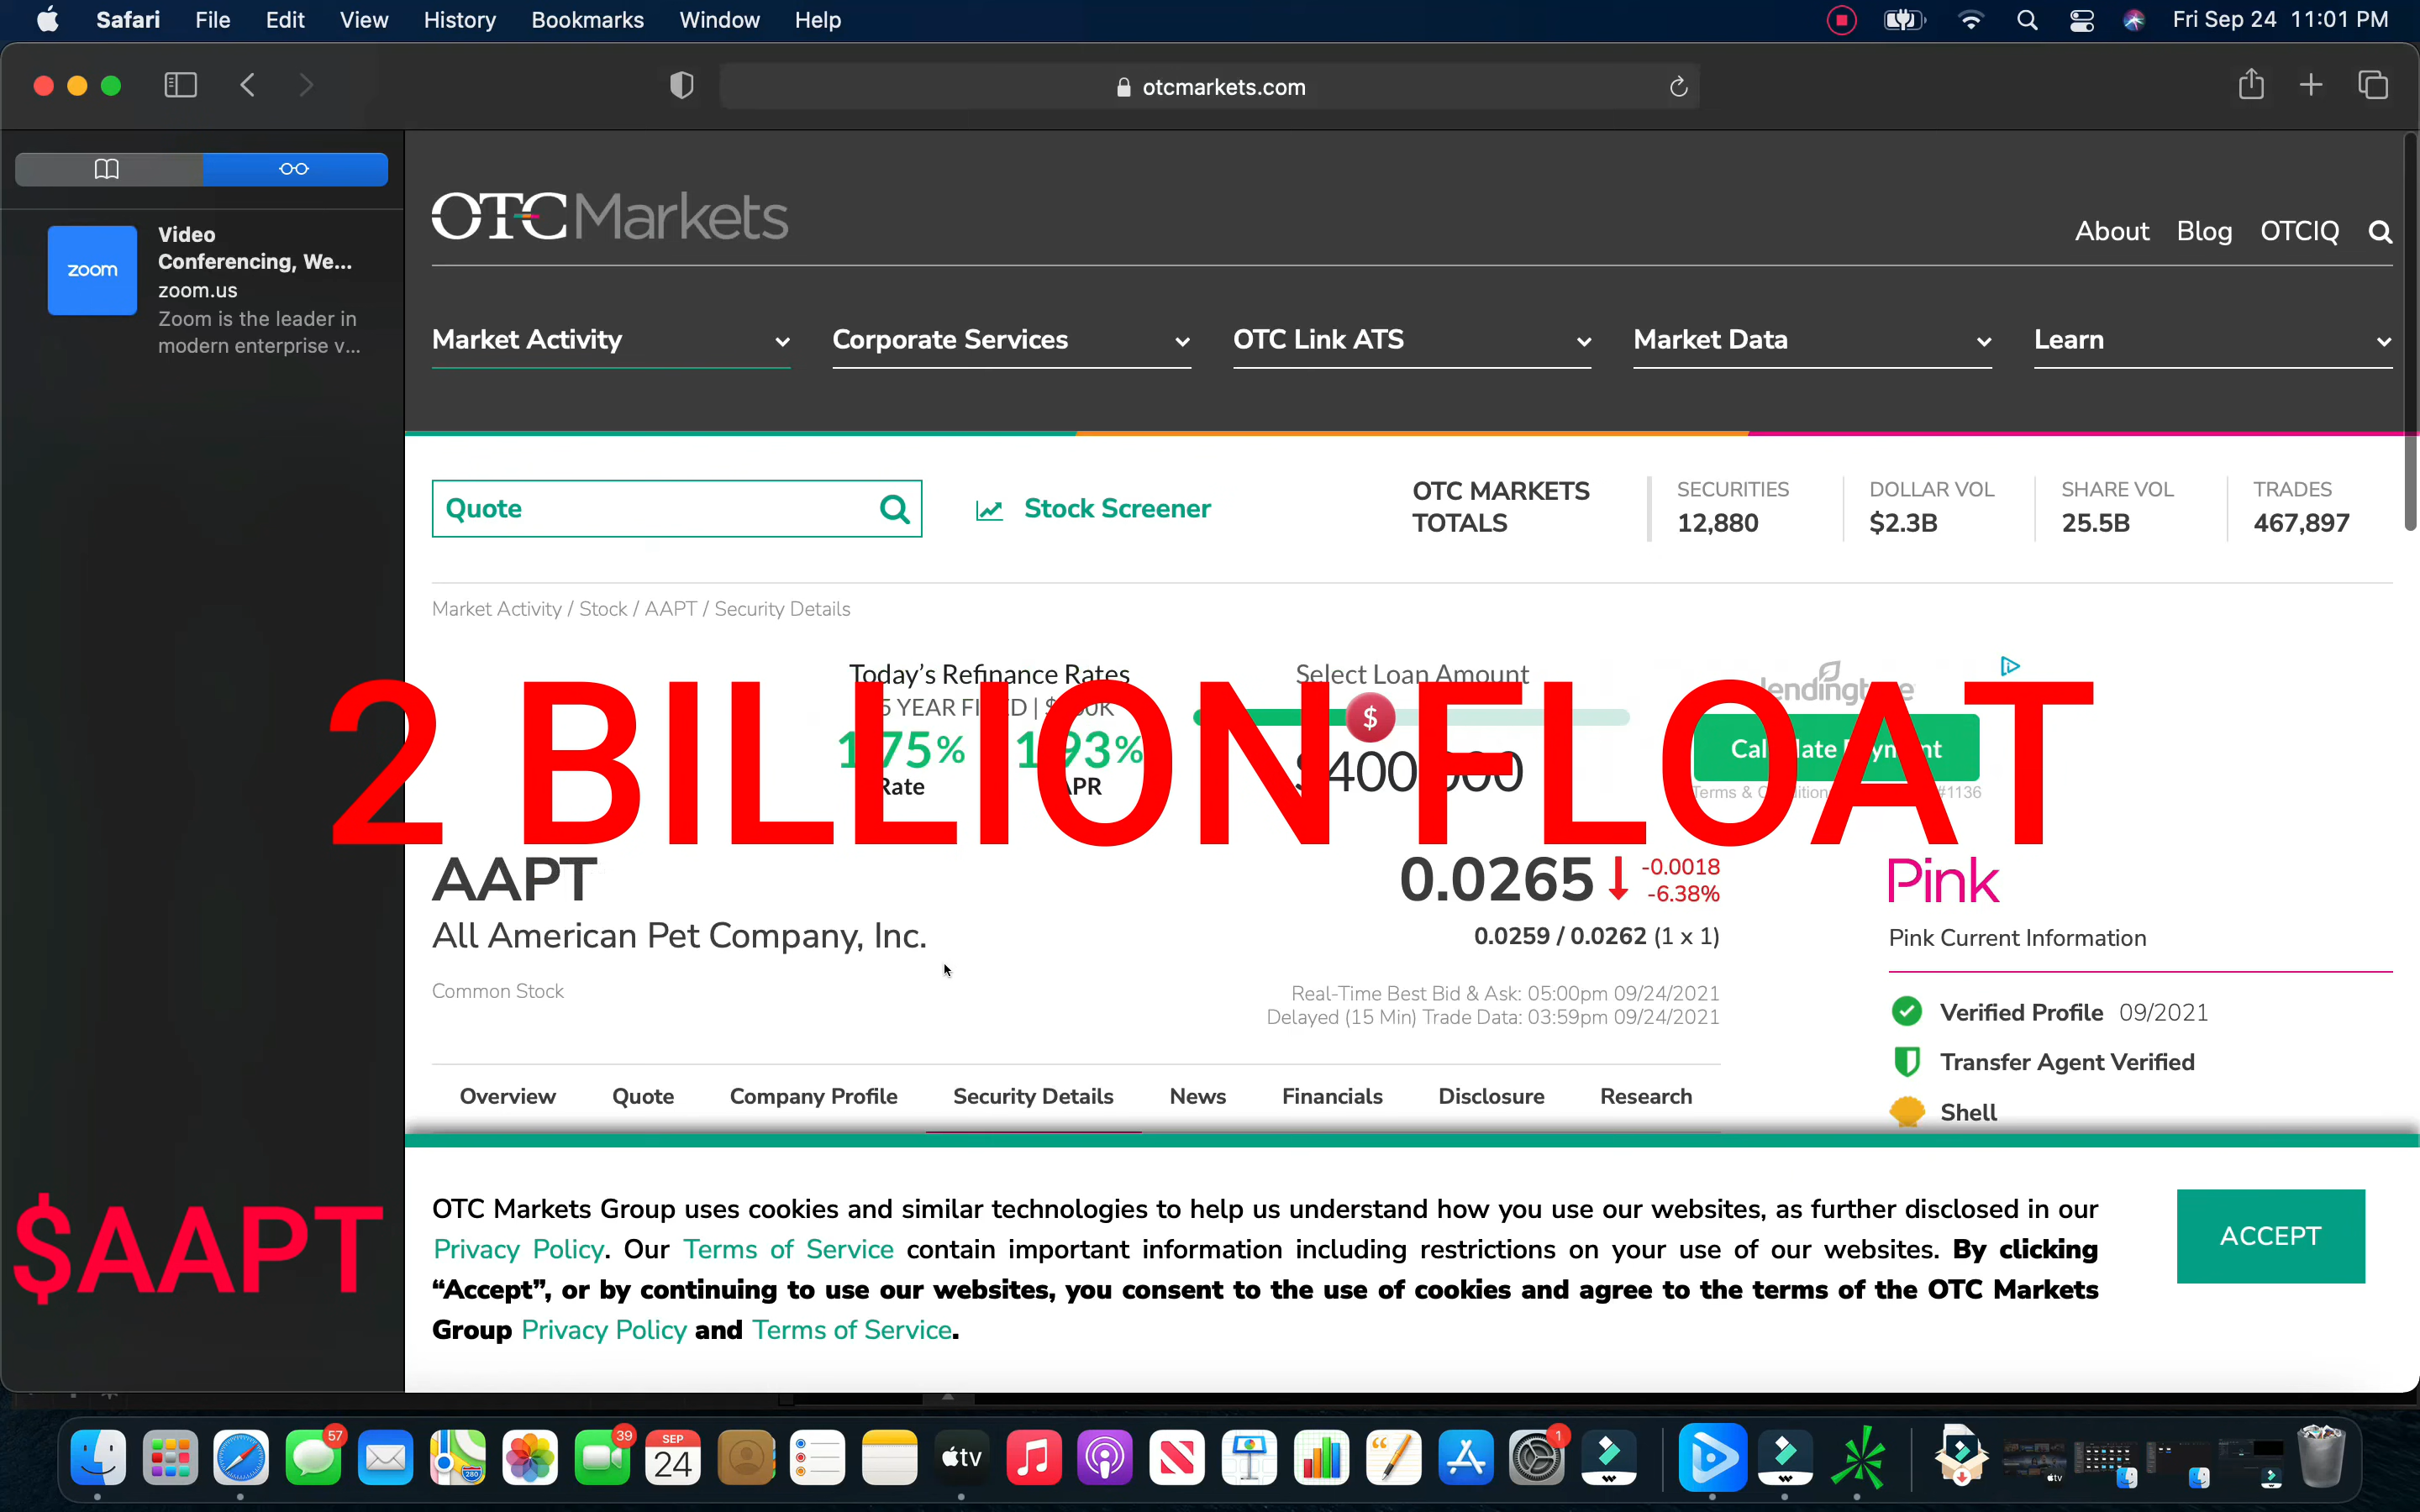 Safari File Edit View History Bookmarks Window Help
Fri Sep 24 11:01 PM
otcmarkets.com
Video
Conferencing, We...
zoom.us
Zoom is the leader in
modern enterprise v...
zoom
OTC Markets
About Blog OTCIQ
Market Activity Corporate Services OTC Link ATS Market Data Learn
Quote
Stock Screener
OTC MARKETS
TOTALS
SECURITIES
12,880
DOLLAR VOL
$2.3B
SHARE VOL
25.5B
TRADES
467,897
Market Activity / Stock / AAPT / Security Details
Today's Refinance Rates
Select Loan Amount
2 BILLION FLOAT
AAPT
All American Pet Company, Inc.
Common Stock
0.0265
-0.0018
-6.38%
0.0259 / 0.0262 (1 x 1)
Real-Time Best Bid & Ask: 05:00pm 09/24/2021
Delayed (15 Min) Trade Data: 03:59pm 09/24/2021
Pink
Pink Current Information
Verified Profile 09/2021
Transfer Agent Verified
Shell
Overview Quote Company Profile Security Details News Financials Disclosure Research
$AAPT
OTC Markets Group uses cookies and similar technologies to help us understand how you use our websites, as further disclosed in our
Privacy Policy. Our Terms of Service contain important information including restrictions on your use of our websites. By clicking
“Accept”, or by continuing to use our websites, you consent to the use of cookies and agree to the terms of the OTC Markets
Group Privacy Policy and Terms of Service.
ACCEPT
57
39
SEP
24
tv
1